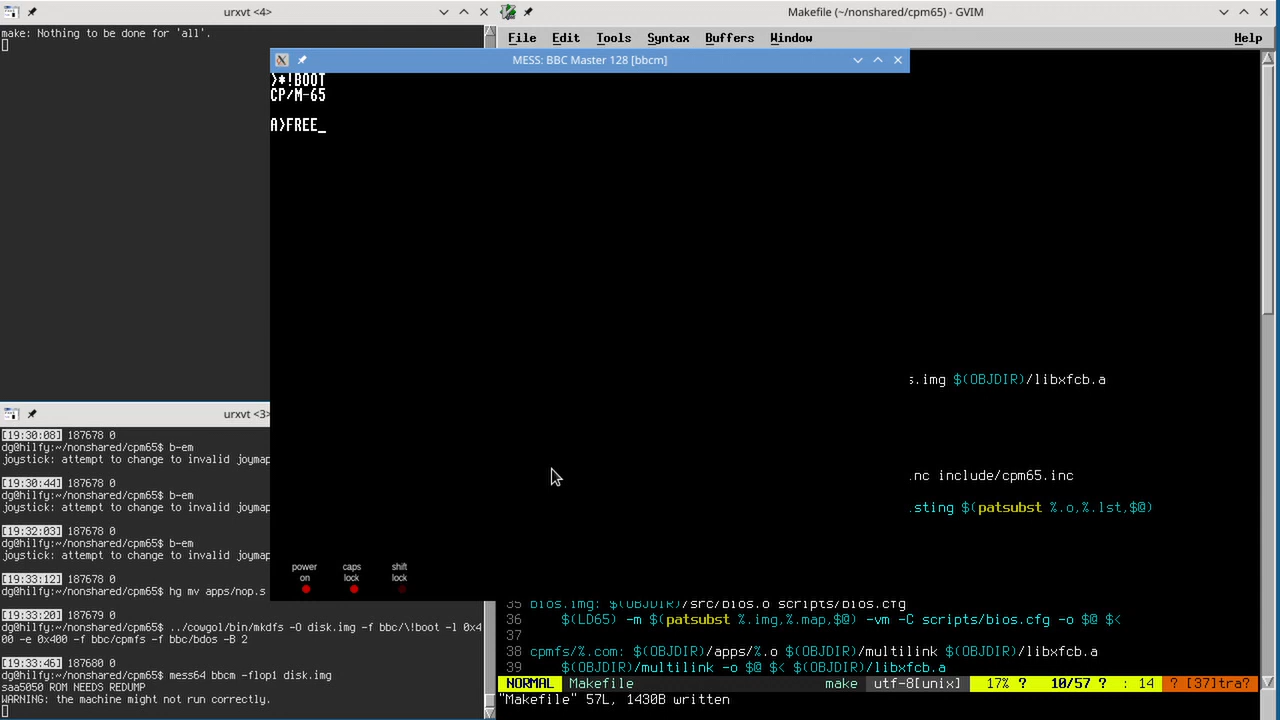 urxvt <4>
make: Nothing to be done for 'all'.
Makefile (~/nonshared/cpm65) - GVIM
File Edit Tools Syntax Buffers Window Help
MESS: BBC Master 128 [bbcm]
>*!BOOT
CP/M-65
A>FREE_
power on
caps lock
shift lock
urxvt <3>
[19:30:08] 187678 0
dg@hilfy:~/nonshared/cpm65$ b-em
joystick: attempt to change to invalid joymap
[19:30:44] 187678 0
dg@hilfy:~/nonshared/cpm65$ b-em
joystick: attempt to change to invalid joymap
[19:32:03] 187678 0
dg@hilfy:~/nonshared/cpm65$ b-em
joystick: attempt to change to invalid joymap
[19:33:12] 187678 0
dg@hilfy:~/nonshared/cpm65$ hg mv apps/nop.s
[19:33:20] 187679 0
dg@hilfy:~/nonshared/cpm65$ ../cowgol/bin/mkdfs -O disk.img -f bbc/\!boot -l 0x4
00 -e 0x400 -f bbc/cpmfs -f bbc/bdos -B 2
[19:33:46] 187680 0
dg@hilfy:~/nonshared/cpm65$ mess64 bbcm -flop1 disk.img
saa5050 ROM NEEDS REDUMP
WARNING: the machine might not run correctly.
s.img $(OBJDIR)/libxfcb.a
.nc include/cpm65.inc
.sting $(patsubst %.o,%.lst,$@)
35 bios.img: $(OBJDIR)/src/bios.o scripts/bios.cfg
36 $(LD65) -m $(patsubst %.img,%.map,$@) -vm -C scripts/bios.cfg -o $@ $<
37
38 cpmfs/%.com: $(OBJDIR)/apps/%.o $(OBJDIR)/multilink $(OBJDIR)/libxfcb.a
39 $(OBJDIR)/multilink -o $@ $< $(OBJDIR)/libxfcb.a
NORMAL Makefile make utf-8[unix] 17% ? 10/57 ? : 14 ? [37]tra?
"Makefile" 57L, 1430B written